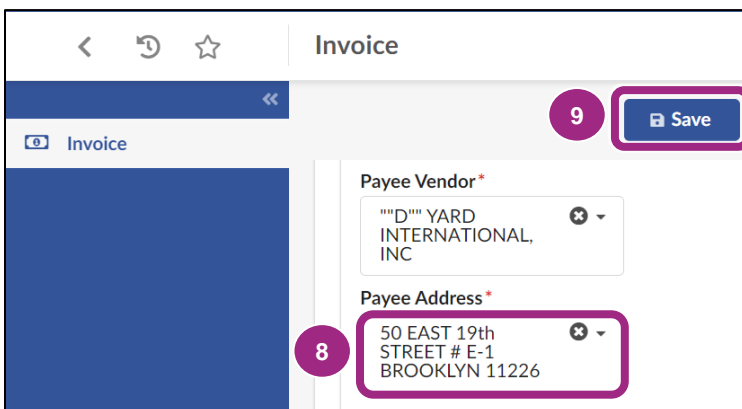 Invoice
9
Save
Invoice
Payee Vendor*
""D"" YARD
INTERNATIONAL,
INC
Payee Address*
8
50 EAST 19th
STREET # E-1
BROOKLYN 11226